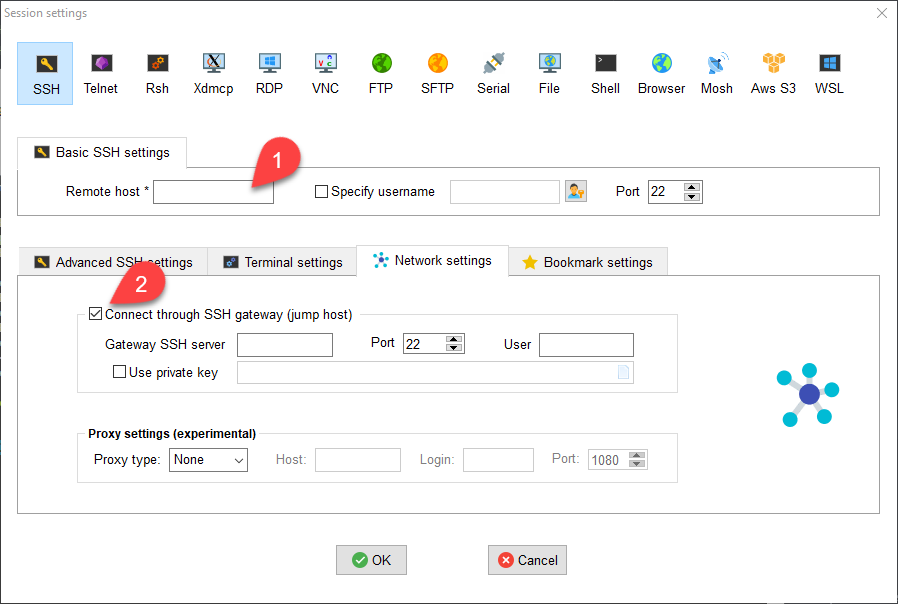 Session settings
SSH Telnet Rsh Xdmcp RDP VNC FTP SFTP Serial File Shell Browser Mosh Aws S3 WSL
Basic SSH settings
1
Remote host * Specify username Port 22
Advanced SSH settings Terminal settings Network settings Bookmark settings
2
Connect through SSH gateway (jump host)
Gateway SSH server Port 22 User
Use private key
Proxy settings (experimental)
Proxy type: None Host: Login: Port: 1080
OK Cancel